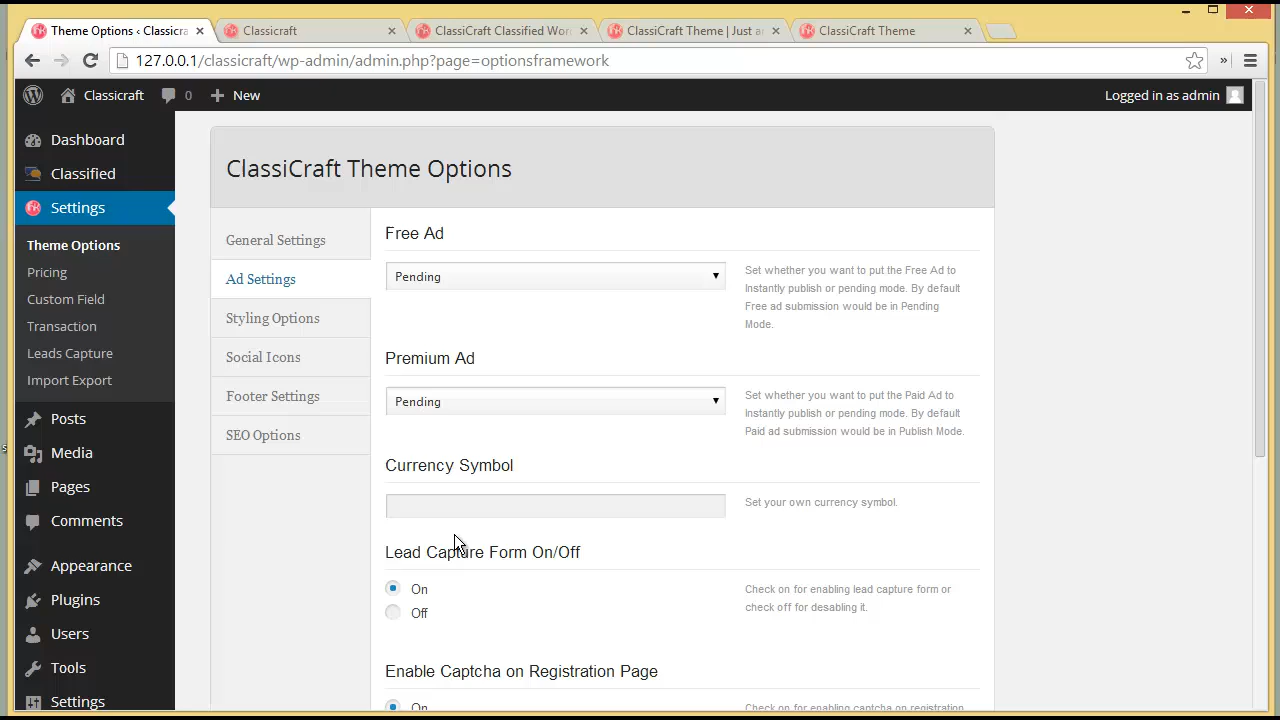 Theme Options ‹ Classicra
Classicraft
ClassiCraft Classified Wor
ClassiCraft Theme | Just a
ClassiCraft Theme
127.0.0.1/classicraft/wp-admin/admin.php?page=optionsframework
Classicraft
0
New
Logged in as admin
Dashboard
Classified
Settings
Theme Options
Pricing
Custom Field
Transaction
Leads Capture
Import Export
Posts
Media
Pages
Comments
Appearance
Plugins
Users
Tools
Settings
ClassiCraft Theme Options
General Settings
Ad Settings
Styling Options
Social Icons
Footer Settings
SEO Options
Free Ad
Pending
Set whether you want to put the Free Ad to
Instantly publish or pending mode. By default
Free ad submission would be in Pending
Mode.
Premium Ad
Pending
Set whether you want to put the Paid Ad to
Instantly publish or pending mode. By default
Paid ad submission would be in Publish Mode.
Currency Symbol
Set your own currency symbol.
Lead Capture Form On/Off
On
Off
Check on for enabling lead capture form or
check off for desabling it.
Enable Captcha on Registration Page
On
Check on for enabling captcha on registration